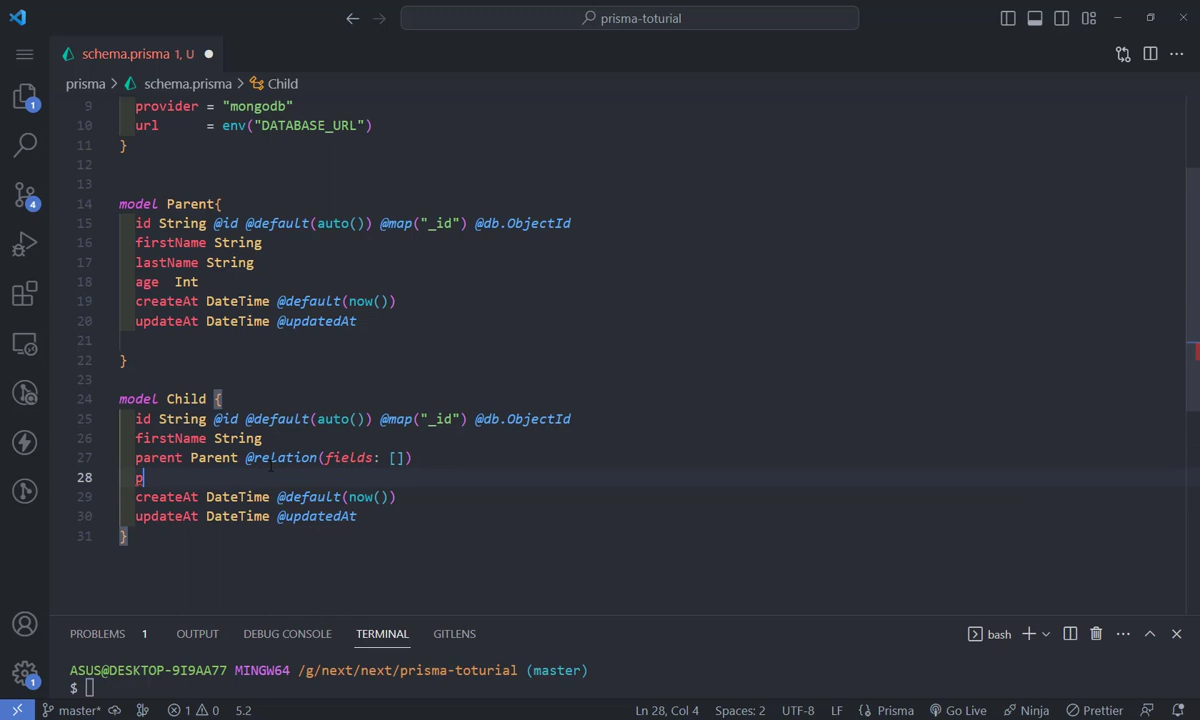 prisma-toturial
schema.prisma 1, U
prisma > schema.prisma > Child
9 provider = "mongodb"
10 url = env("DATABASE_URL")
11 }
12
13
14 model Parent{
15 id String @id @default(auto()) @map("_id") @db.ObjectId
16 firstName String
17 lastName String
18 age Int
19 createAt DateTime @default(now())
20 updateAt DateTime @updatedAt
21
22 }
23
24 model Child {
25 id String @id @default(auto()) @map("_id") @db.ObjectId
26 firstName String
27 parent Parent @relation(fields: [])
28 p
29 createAt DateTime @default(now())
30 updateAt DateTime @updatedAt
31 }
1
4
1
PROBLEMS 1 OUTPUT DEBUG CONSOLE TERMINAL GITLENS bash
ASUS@DESKTOP-9I9AA77 MINGW64 /g/next/next/prisma-toturial (master)
$
master* 1 0 5.2 Ln 28, Col 4 Spaces: 2 UTF-8 LF {} Prisma Go Live Ninja Prettier